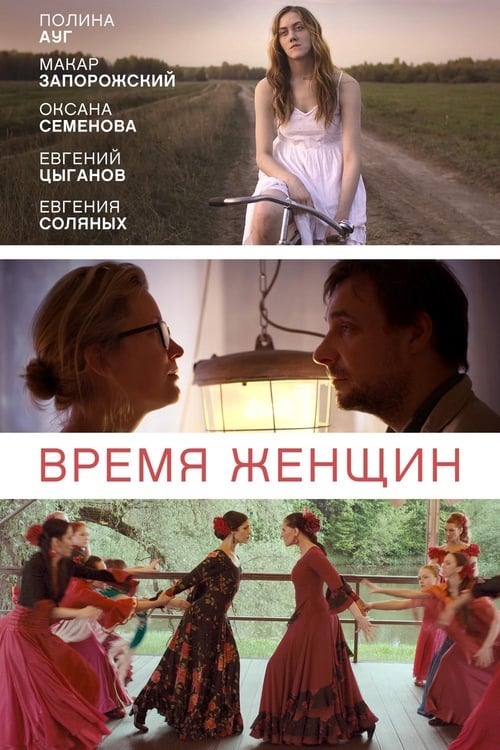 ПОЛИНА
АУГ
МАКАР
ЗАПОРОЖСКИЙ
ОКСАНА
СЕМЕНОВА
ЕВГЕНИЙ
ЦЫГАНОВ
ЕВГЕНИЯ
СОЛЯНЫХ
ВРЕМЯ ЖЕНЩИН